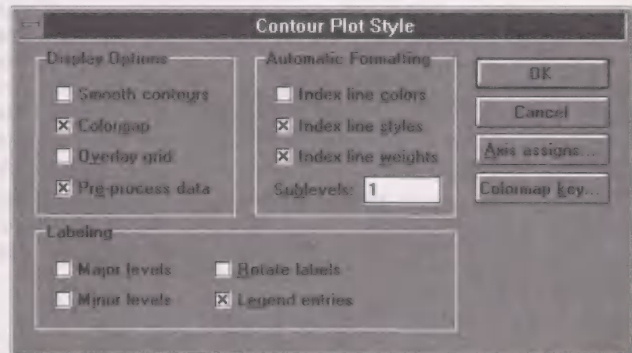 Contour Plot Style
Display Options
Smooth contours
Colormap
Overlay grid
Pre-process data
Automatic Formatting
Index line colors
Index line styles
Index line weights
Sublevels: 1
OK
Cancel
Axis assigns...
Colormap key...
Labeling
Major levels
Minor levels
Rotate labels
Legend entries